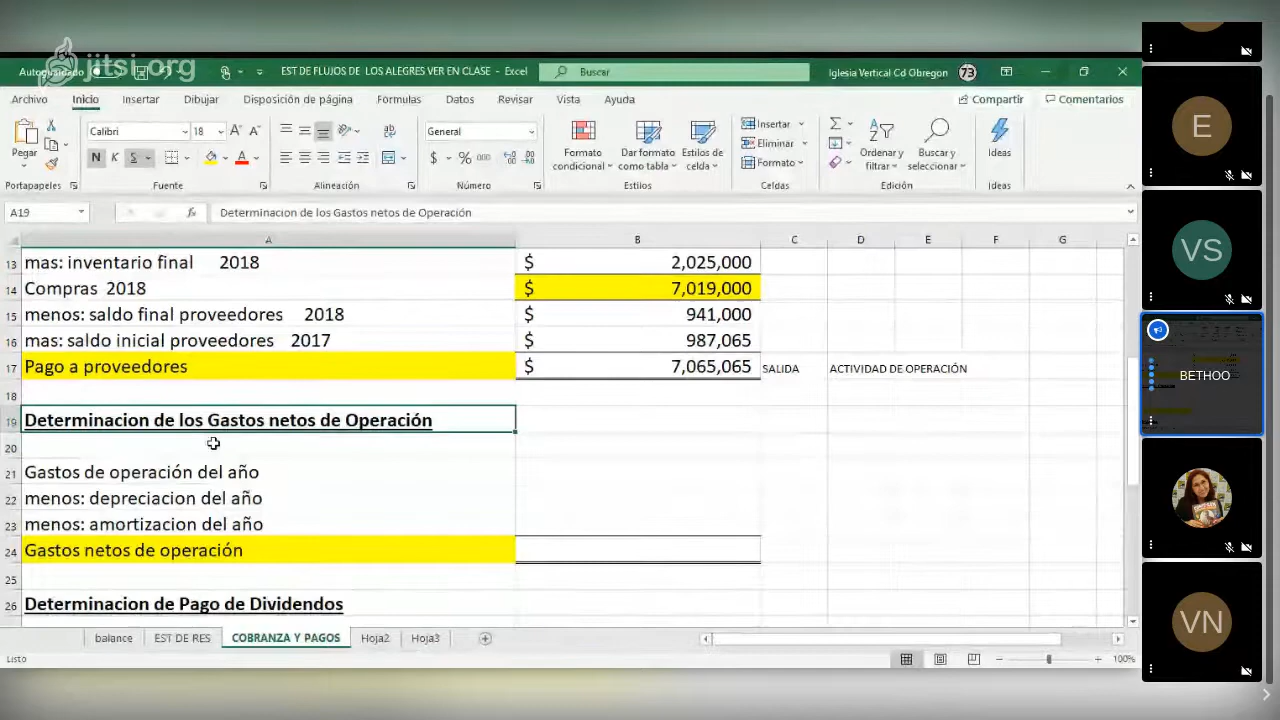 jitsi.org
Autoguardado
EST DE FLUJOS DE LOS ALEGRES VER EN CLASE - Excel
Buscar
Iglesia Vertical Cd Obregon
73
Archivo Inicio Insertar Dibujar Disposición de página Fórmulas Datos Revisar Vista Ayuda Compartir Comentarios
Pegar
Calibri 18 A A
N K S
General
$ % 000
Formato condicional
Dar formato como tabla
Estilos de celda
Insertar
Eliminar
Formato
Ordenar y filtrar
Buscar y seleccionar
Ideas
Portapapeles Fuente Alineación Número Estilos Celdas Edición Ideas
A19 fx Determinacion de los Gastos netos de Operación
A B C D E F G
13 mas: inventario final 2018 $ 2,025,000
14 Compras 2018 $ 7,019,000
15 menos: saldo final proveedores 2018 $ 941,000
16 mas: saldo inicial proveedores 2017 $ 987,065
17 Pago a proveedores $ 7,065,065 SALIDA ACTIVIDAD DE OPERACIÓN
18
19 Determinacion de los Gastos netos de Operación
20
21 Gastos de operación del año
22 menos: depreciacion del año
23 menos: amortizacion del año
24 Gastos netos de operación
25
26 Determinacion de Pago de Dividendos
balance EST DE RES COBRANZA Y PAGOS Hoja2 Hoja3
Listo
100%
E
VS
BETHOO
VN